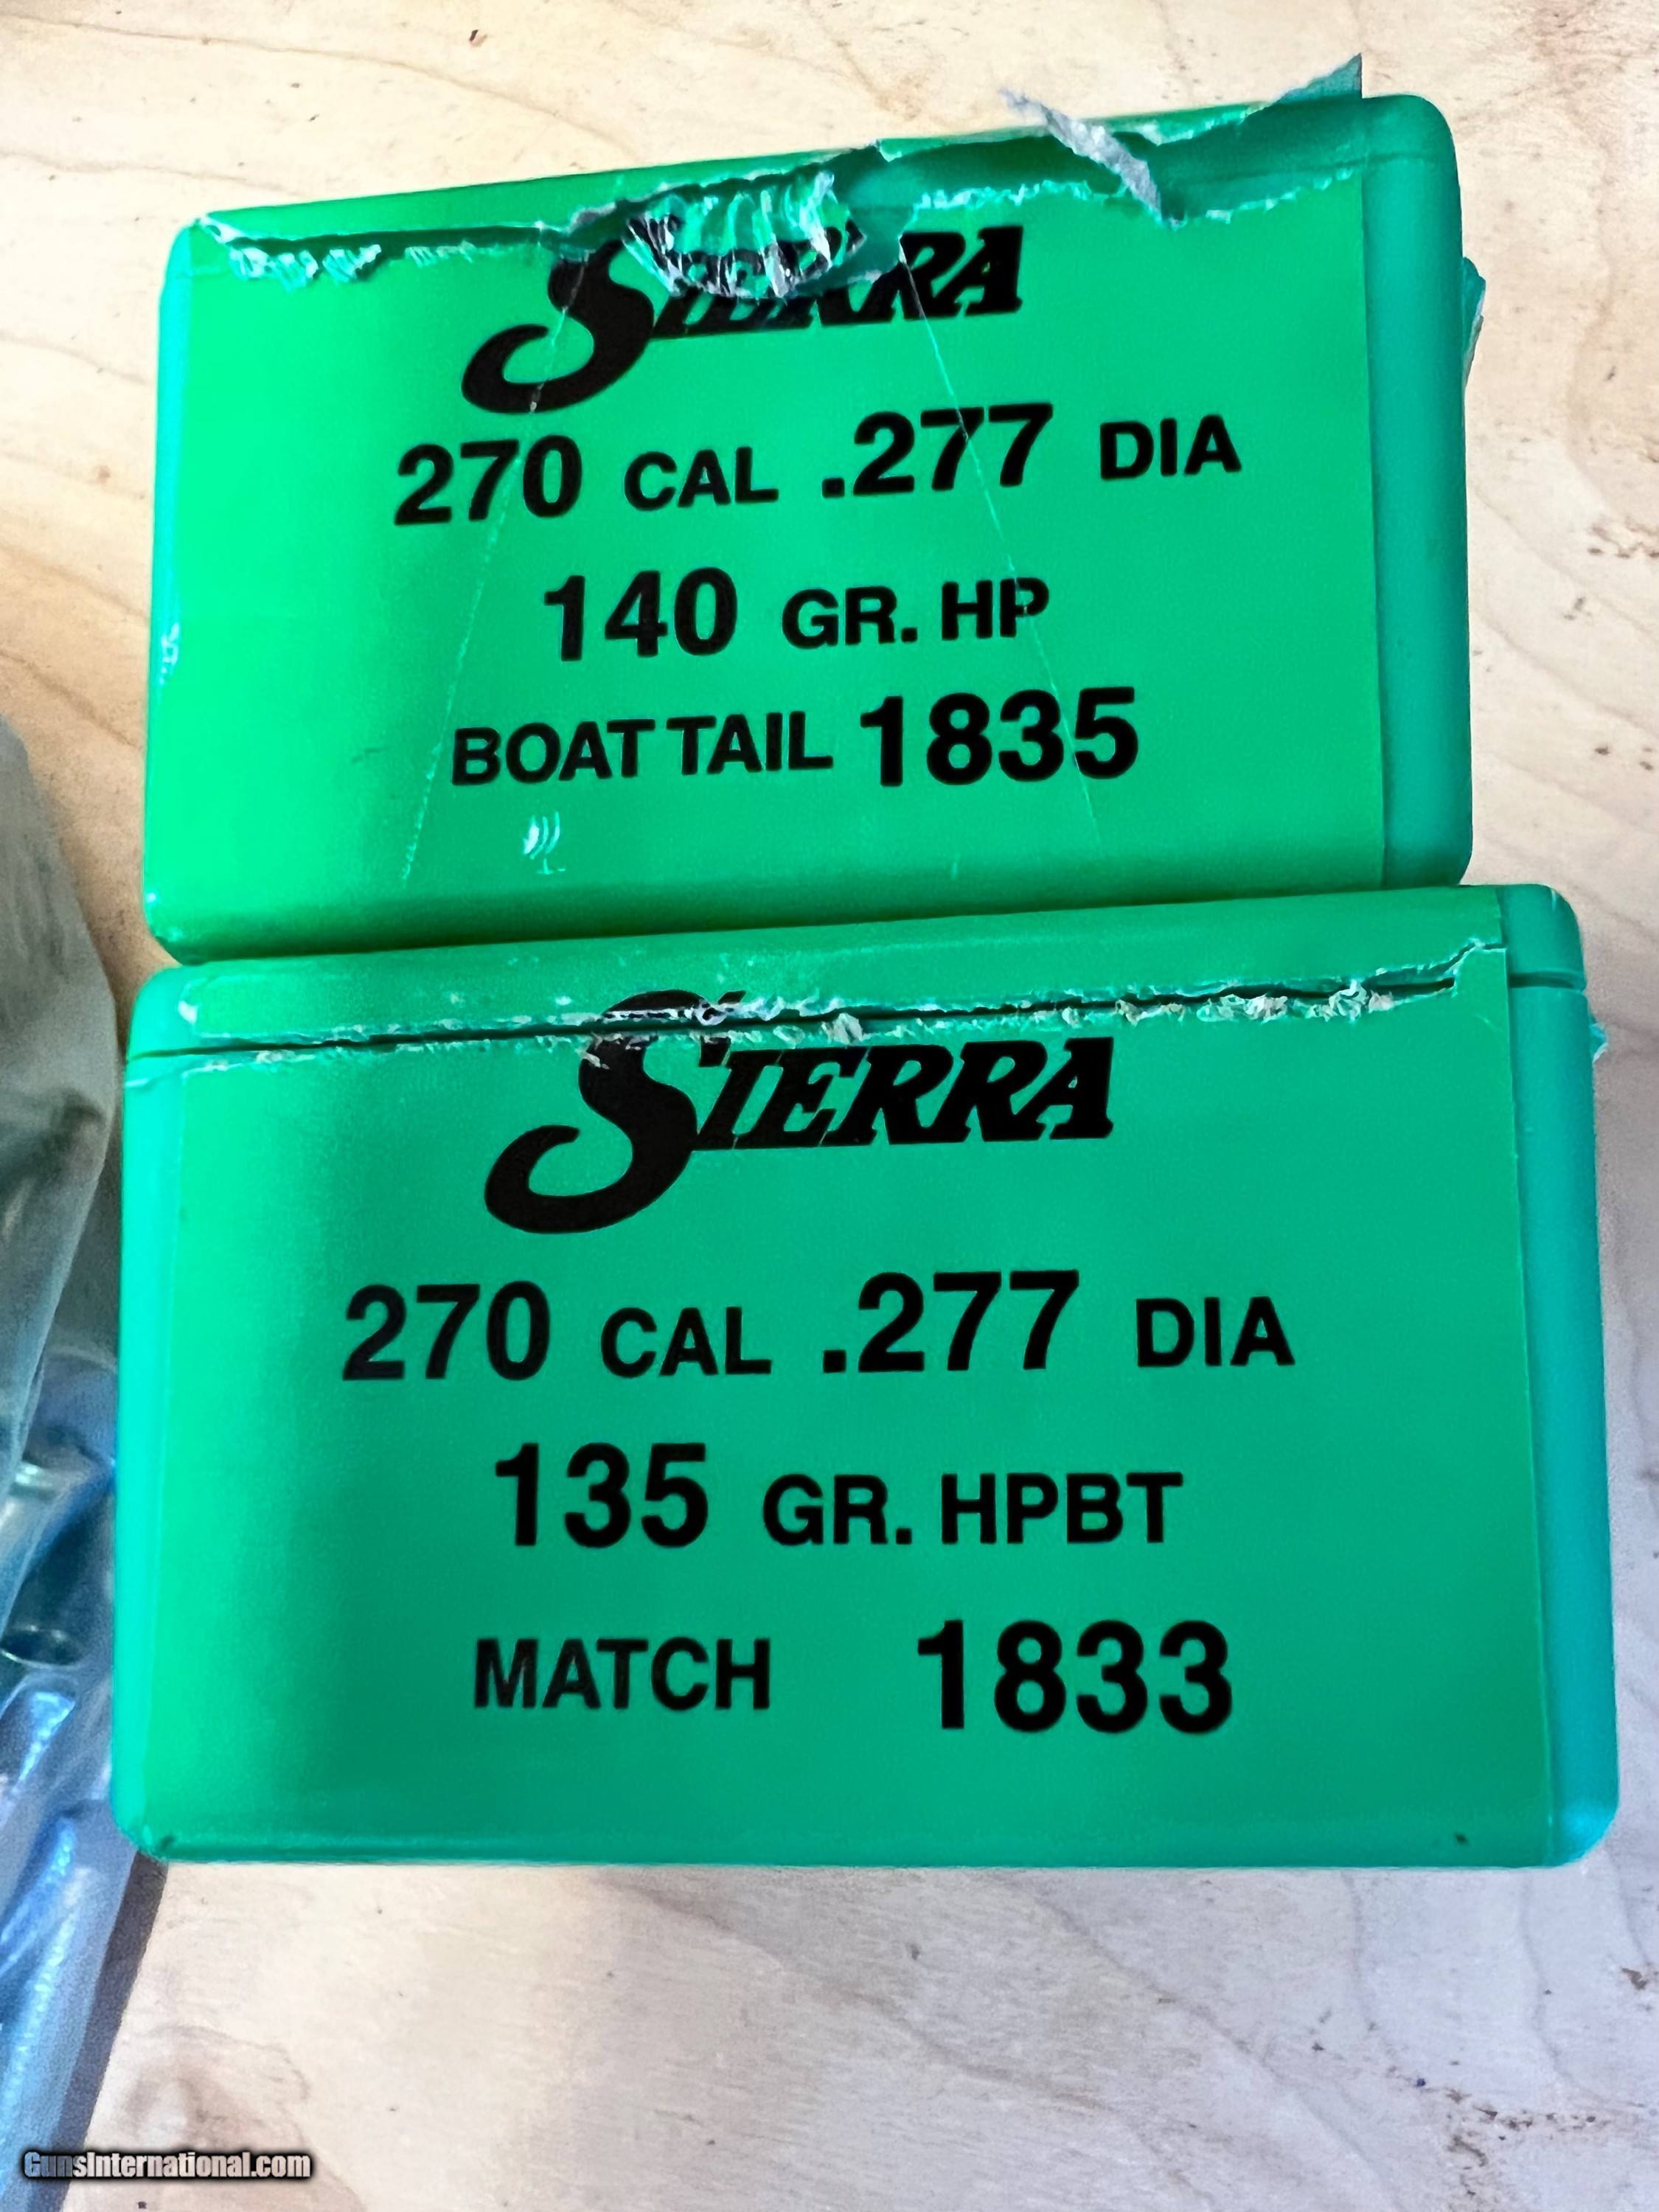 SIERRA
270 CAL .277 DIA
140 GR. HP
BOAT TAIL 1835
SIERRA
270 CAL .277 DIA
135 GR. HPBT
MATCH 1833
GunsInternational.com